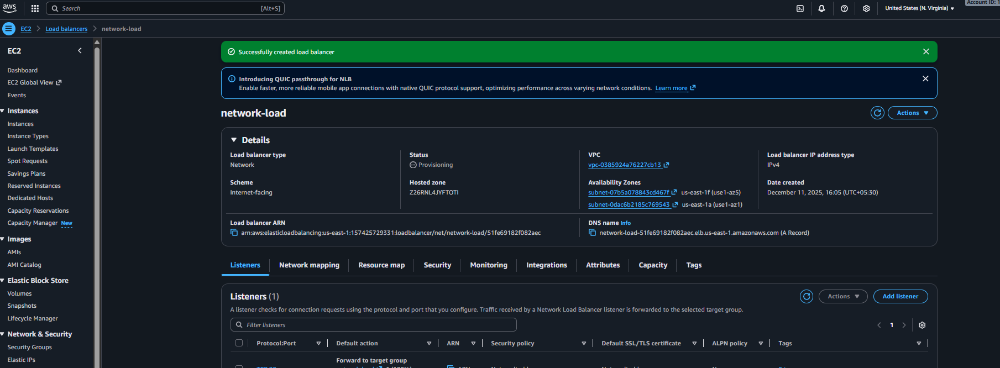 aws
Search
[Alt+S]
United States (N. Virginia)
Account ID: 1
EC2
Load balancers
network-load
EC2
Dashboard
EC2 Global View
Events
Instances
Instances
Instance Types
Launch Templates
Spot Requests
Savings Plans
Reserved Instances
Dedicated Hosts
Capacity Reservations
Capacity Manager New
Images
AMIs
AMI Catalog
Elastic Block Store
Volumes
Snapshots
Lifecycle Manager
Network & Security
Security Groups
Elastic IPs
Successfully created load balancer
Introducing QUIC passthrough for NLB
Enable faster, more reliable mobile app connections with native QUIC protocol support, optimizing performance across varying network conditions. Learn more
network-load
Actions
Details
Load balancer type
Network
Scheme
Internet-facing
Status
Provisioning
Hosted zone
Z26RNL4JYFTOTI
VPC
vpc-0385924a76227cb13
Availability Zones
subnet-07b5a078843cd467f us-east-1f (use1-az5)
subnet-0dac6b2185c769543 us-east-1a (use1-az1)
Load balancer IP address type
IPv4
Date created
December 11, 2025, 16:05 (UTC+05:30)
Load balancer ARN
arn:aws:elasticloadbalancing:us-east-1:157425729331:loadbalancer/net/network-load/51fe69182f082aec
DNS name Info
network-load-51fe69182f082aec.elb.us-east-1.amazonaws.com (A Record)
Listeners
Network mapping
Resource map
Security
Monitoring
Integrations
Attributes
Capacity
Tags
Listeners (1)
Actions
Add listener
A listener checks for connection requests using the protocol and port that you configure. Traffic received by a Network Load Balancer listener is forwarded to the selected target group.
Filter listeners
1
Protocol:Port
Default action
ARN
Security policy
Default SSL/TLS certificate
ALPN policy
Tags
Forward to target group